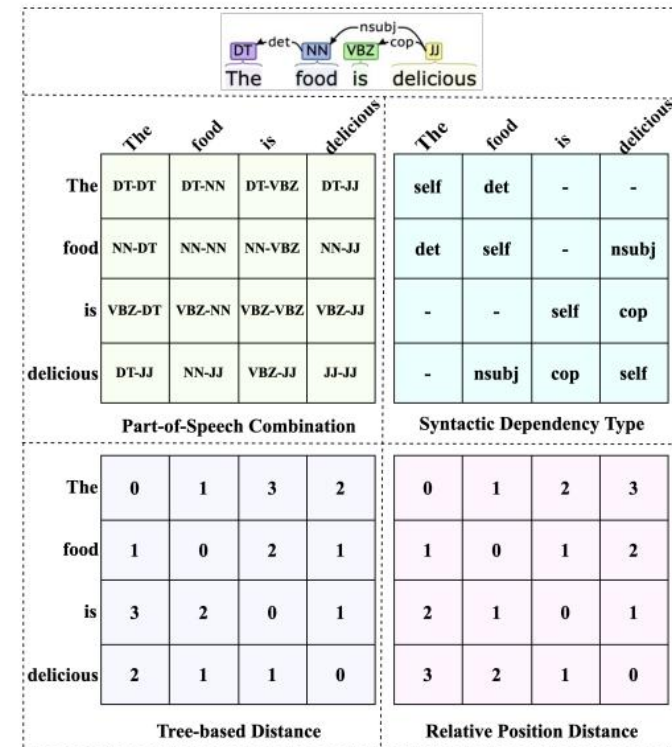 nsubj
DT det NN VBZ cop JJ
The food is delicious
The food is delicious
The DT-DT DT-NN DT-VBZ DT-JJ
food NN-DT NN-NN NN-VBZ NN-JJ
is VBZ-DT VBZ-NN VBZ-VBZ VBZ-JJ
delicious DT-JJ NN-JJ VBZ-JJ JJ-JJ
Part-of-Speech Combination
The food is delicious
self det - -
det self - nsubj
- - self cop
- nsubj cop self
Syntactic Dependency Type
The 0 1 3 2
food 1 0 2 1
is 3 2 0 1
delicious 2 1 1 0
Tree-based Distance
0 1 2 3
1 0 1 2
2 1 0 1
3 2 1 0
Relative Position Distance